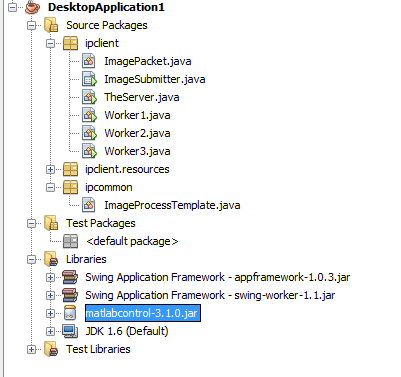 DesktopApplication1
Source Packages
ipclient
ImagePacket.java
ImageSubmitter.java
TheServer.java
Worker1.java
Worker2.java
Worker3.java
ipclient.resources
ipcommon
ImageProcessTemplate.java
Test Packages
<default package>
Libraries
Swing Application Framework - appframework-1.0.3.jar
Swing Application Framework - swing-worker-1.1.jar
matlabcontrol-3.1.0.jar
JDK 1.6 (Default)
Test Libraries